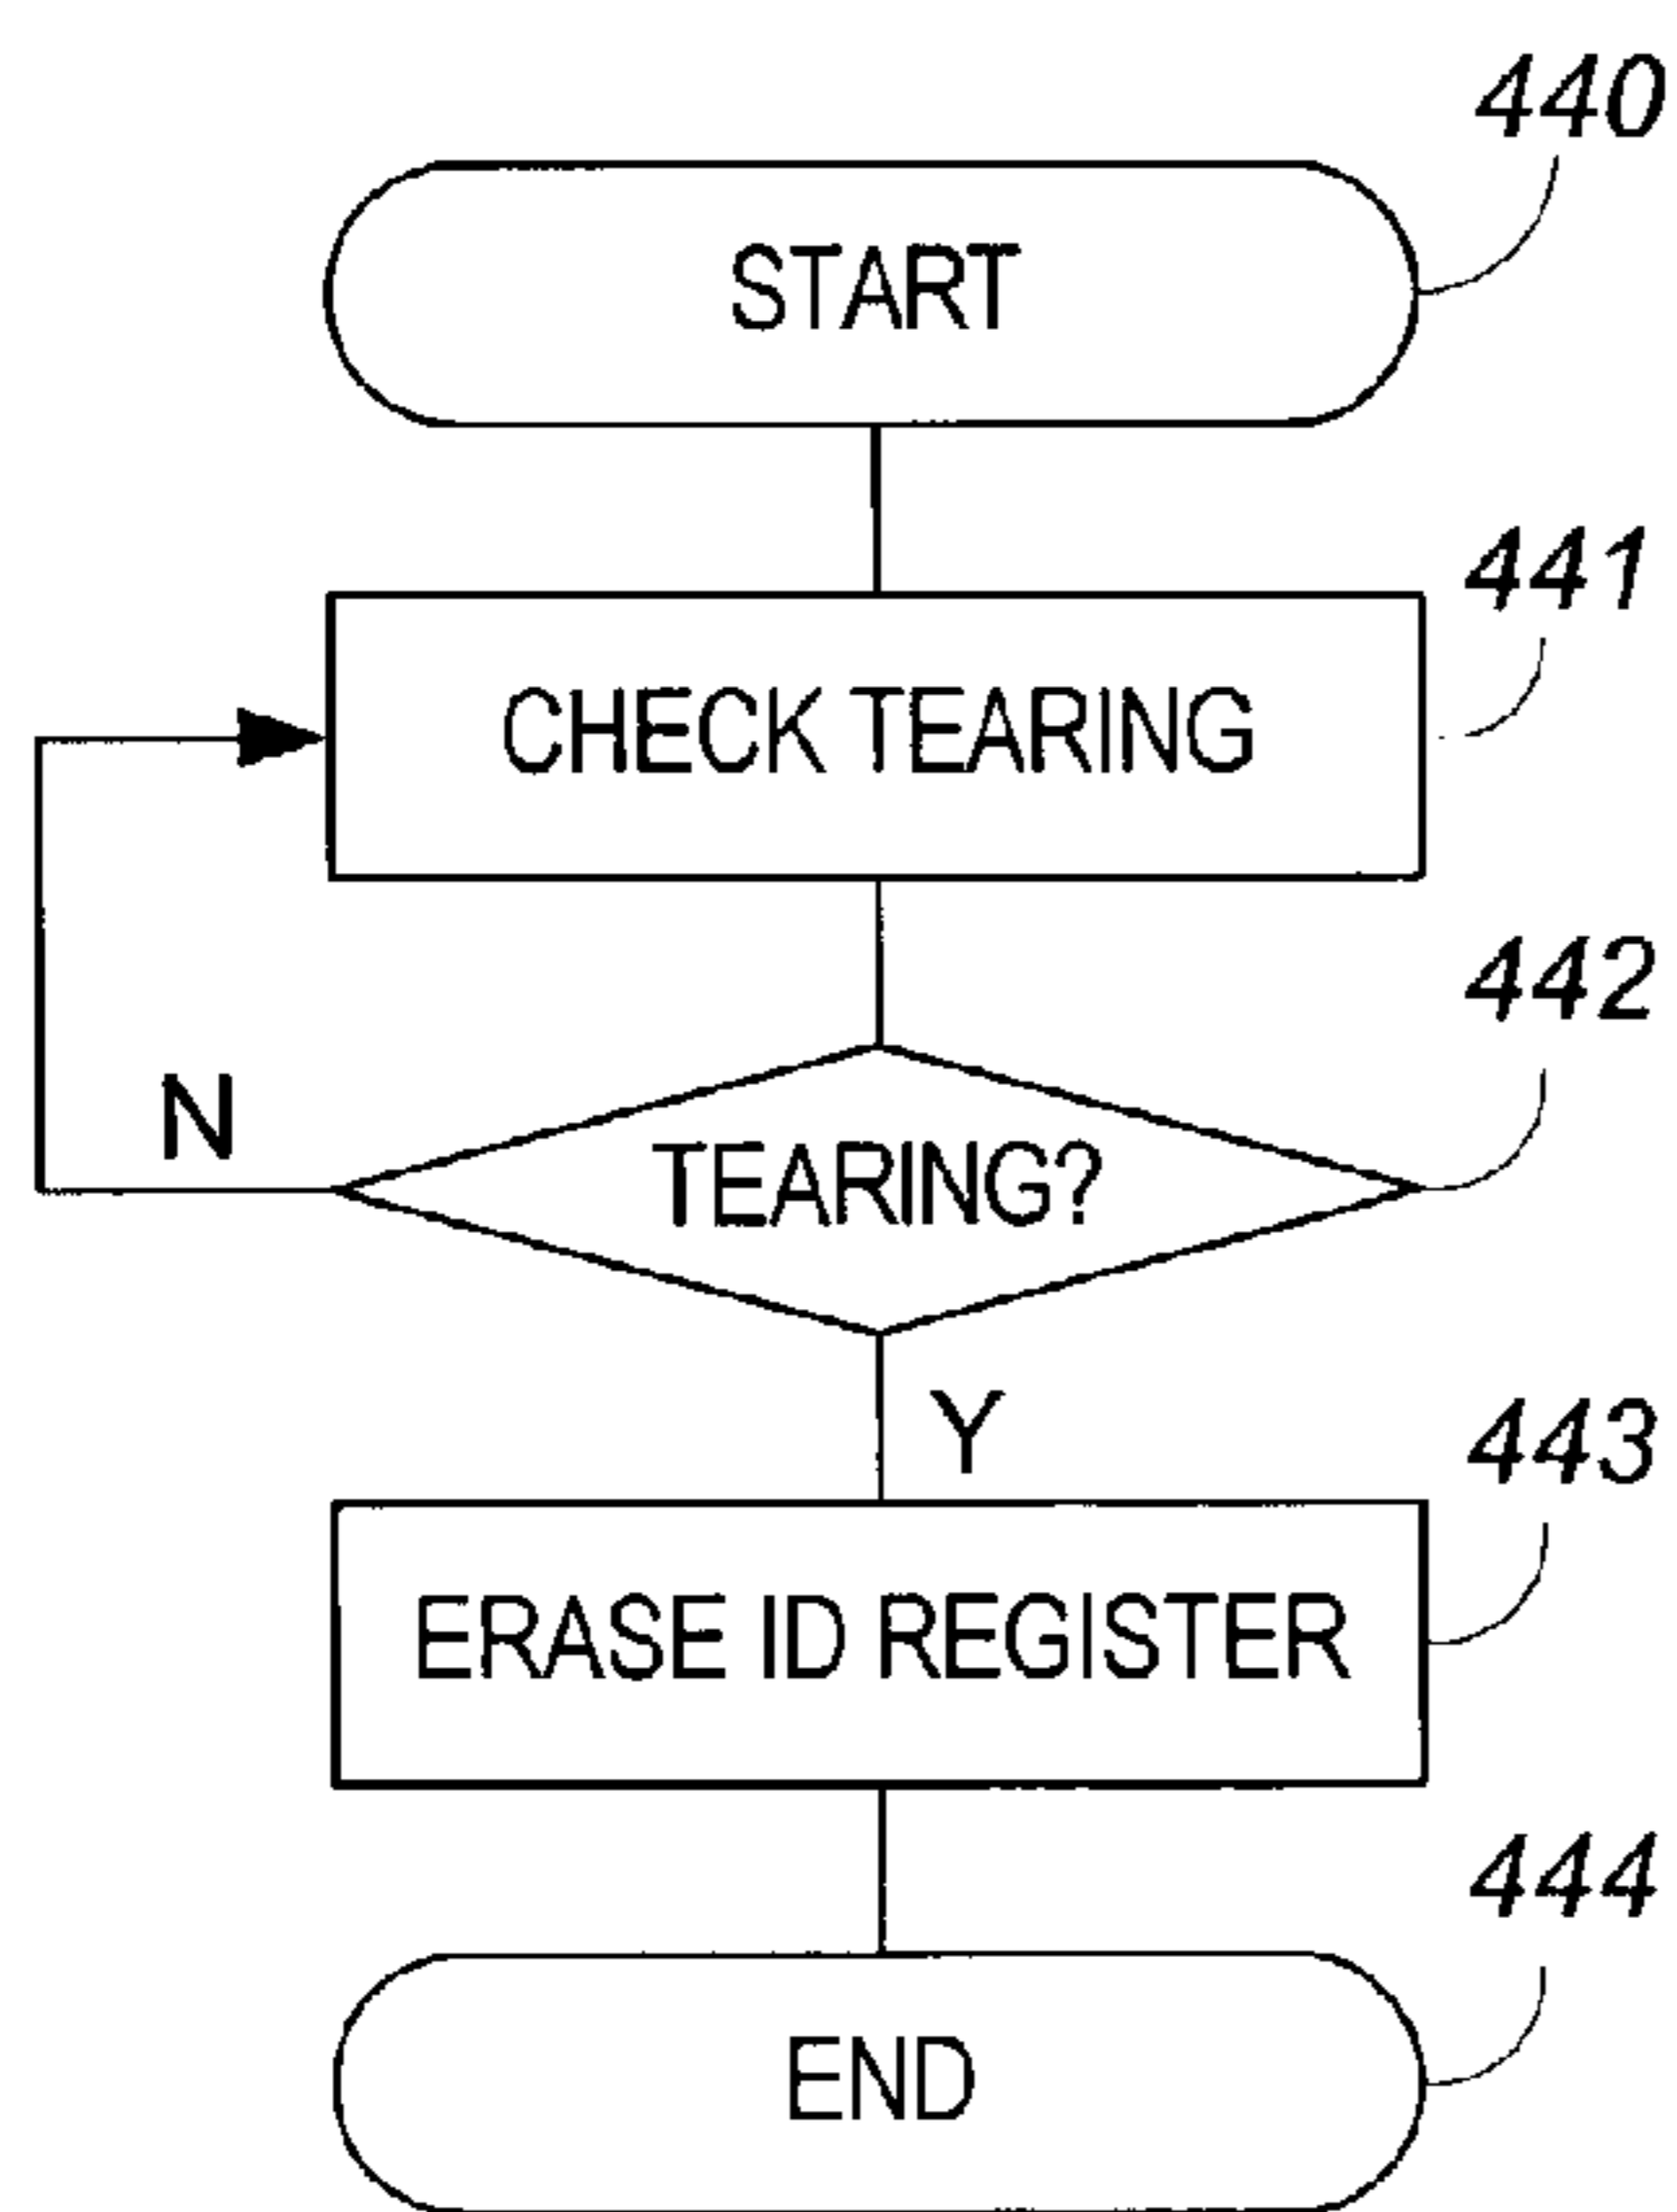 440
START
441
CHECK TEARING
442
N
TEARING?
Y
443
ERASE ID REGISTER
444
END